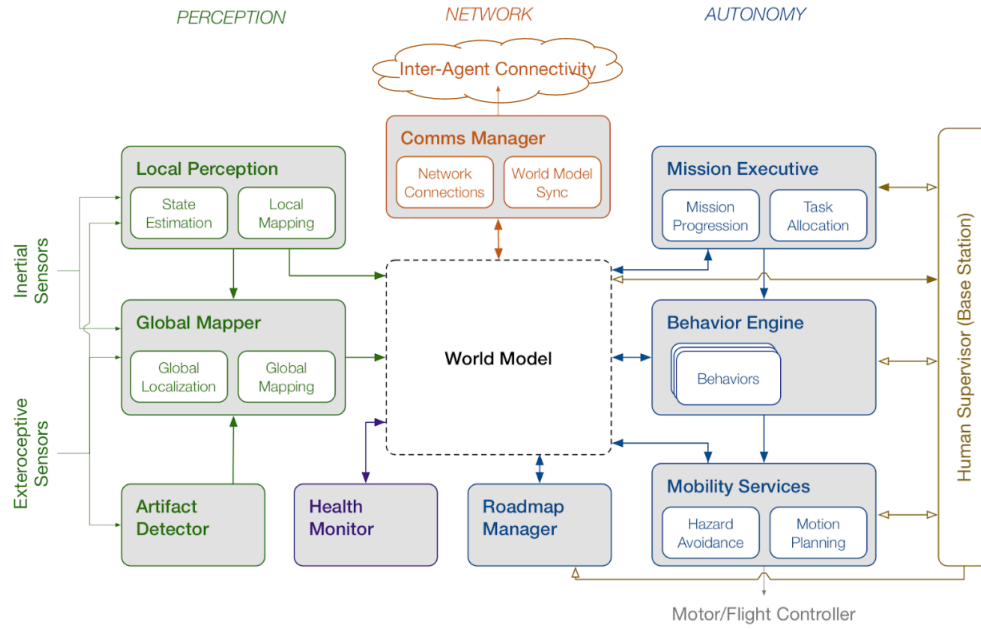 PERCEPTION
NETWORK
AUTONOMY
Inter-Agent Connectivity
Comms Manager
Network
Connections
World Model
Sync
Local Perception
State
Estimation
Local
Mapping
Mission Executive
Mission
Progression
Task
Allocation
Inertial
Sensors
Global Mapper
Global
Localization
Global
Mapping
World Model
Behavior Engine
Behaviors
Human Supervisor (Base Station)
Exteroceptive
Sensors
Artifact
Detector
Health
Monitor
Roadmap
Manager
Mobility Services
Hazard
Avoidance
Motion
Planning
Motor/Flight Controller